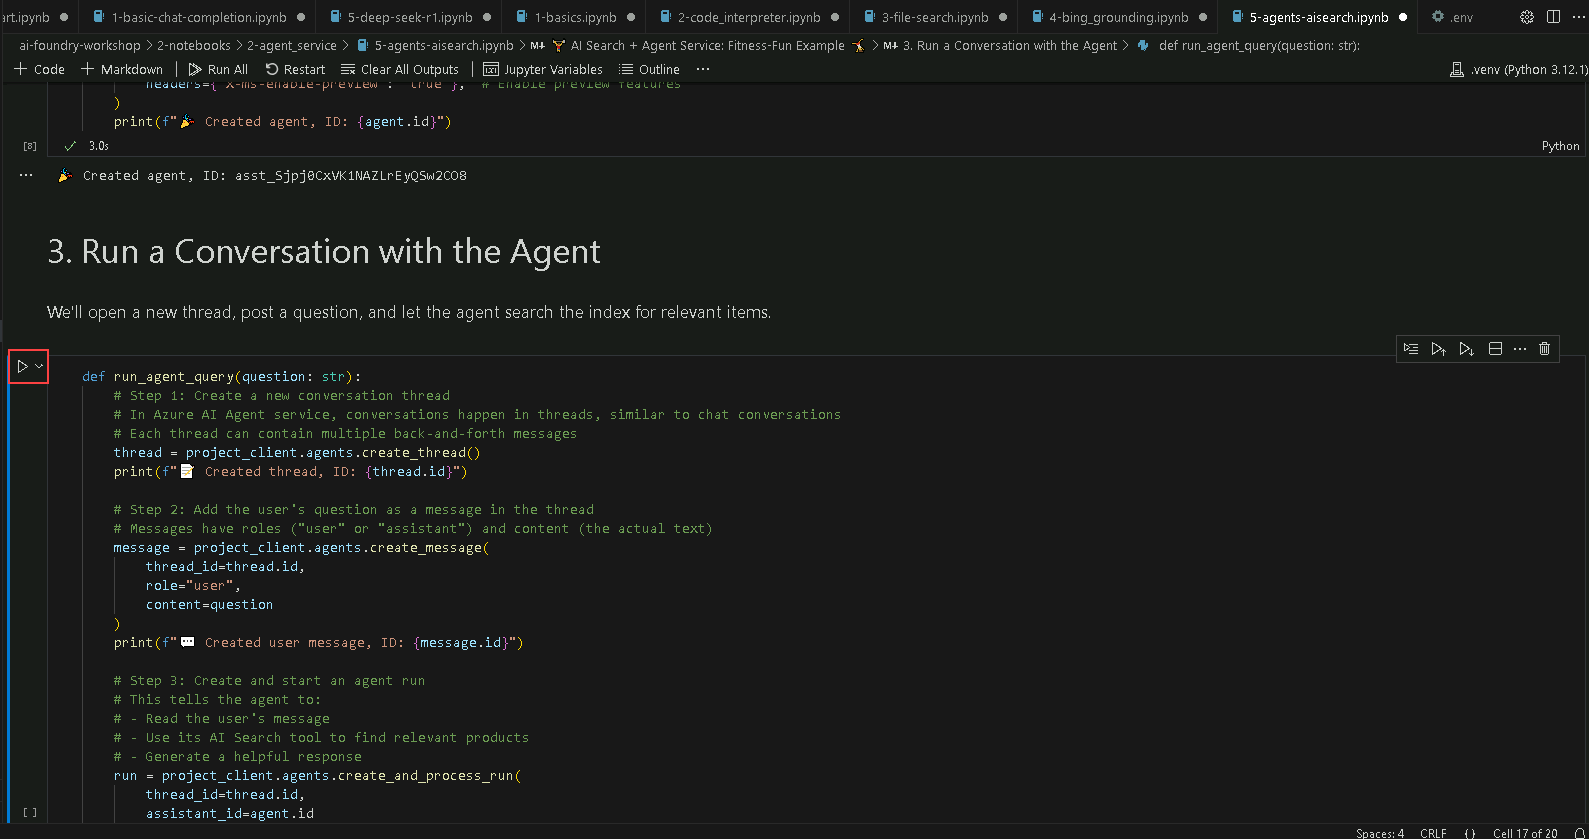 art.ipynb 1-basic-chat-completion.ipynb 5-deep-seek-r1.ipynb 1-basics.ipynb 2-code_interpreter.ipynb 3-file-search.ipynb 4-bing_grounding.ipynb 5-agents-aisearch.ipynb .env
ai-foundry-workshop > 2-notebooks > 2-agent_service > 5-agents-aisearch.ipynb > M↓ 🏋 AI Search + Agent Service: Fitness-Fun Example 🤸 > M↓ 3. Run a Conversation with the Agent > def run_agent_query(question: str):
+ Code + Markdown Run All Restart Clear All Outputs Jupyter Variables Outline ··· .venv (Python 3.12.1)
headers={"x-ms-enable-preview": "true"}, # Enable preview features
)
print(f"🎉 Created agent, ID: {agent.id}")
[8] ✓ 3.0s Python
··· 🎉 Created agent, ID: asst_Sjpj0CxVK1NAZLrEyQSw2CO8
3. Run a Conversation with the Agent
We'll open a new thread, post a question, and let the agent search the index for relevant items.
def run_agent_query(question: str):
# Step 1: Create a new conversation thread
# In Azure AI Agent service, conversations happen in threads, similar to chat conversations
# Each thread can contain multiple back-and-forth messages
thread = project_client.agents.create_thread()
print(f"📝 Created thread, ID: {thread.id}")
# Step 2: Add the user's question as a message in the thread
# Messages have roles ("user" or "assistant") and content (the actual text)
message = project_client.agents.create_message(
thread_id=thread.id,
role="user",
content=question
)
print(f"💬 Created user message, ID: {message.id}")
# Step 3: Create and start an agent run
# This tells the agent to:
# - Read the user's message
# - Use its AI Search tool to find relevant products
# - Generate a helpful response
run = project_client.agents.create_and_process_run(
thread_id=thread.id,
[ ] assistant_id=agent.id
Spaces: 4 CRLF {} Cell 17 of 20